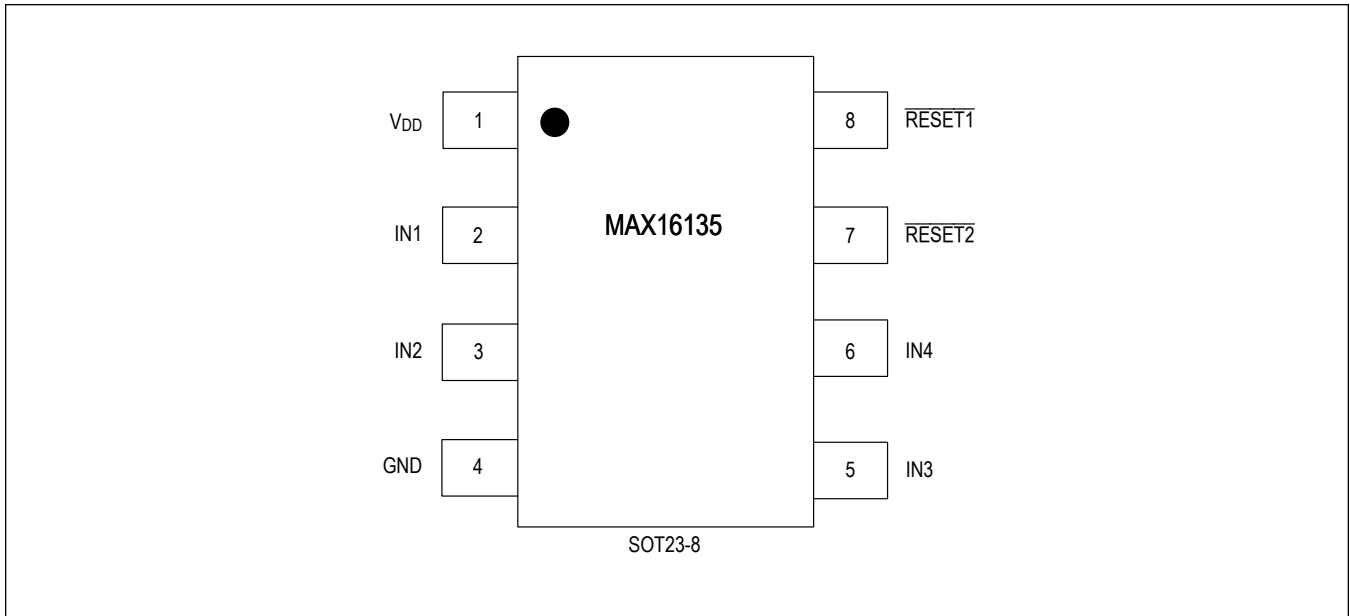 VDD 1 8 RESET1
MAX16135
IN1 2 7 RESET2
IN2 3 6 IN4
GND 4 5 IN3
SOT23-8